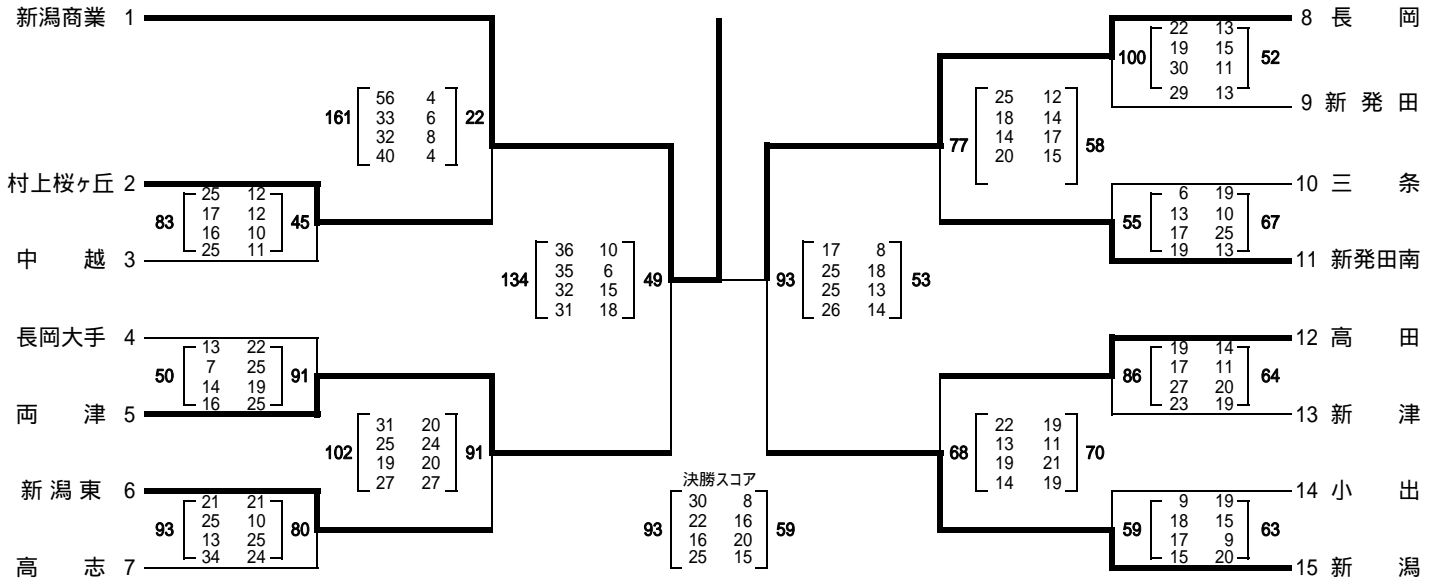 新潟商業 1
161 56 4 22
33 6
32 8
40 4
村上桜ヶ丘 2
83 25 12 45
17 12
16 10
25 11
中 越 3
134 36 10 49
35 6
32 15
31 18
長岡大手 4
50 13 22 91
7 25
14 19
16 25
両 津 5
102 31 20 91
25 24
19 20
27 27
新潟東 6
93 21 21 80
25 10
13 25
34 24
高 志 7
決勝スコア
93 30 8 59
22 16
16 20
25 15
8 長 岡
100 22 13 52
19 15
30 11
29 13
9 新発田
77 25 12 58
18 14
14 17
20 15
10 三 条
55 6 19 67
13 10
17 25
19 13
11 新発田南
93 17 8 53
25 18
25 13
26 14
12 高 田
86 19 14 64
17 11
27 20
23 19
13 新 津
68 22 19 70
13 11
19 21
14 19
14 小 出
59 9 19 63
18 15
17 9
15 20
15 新 潟